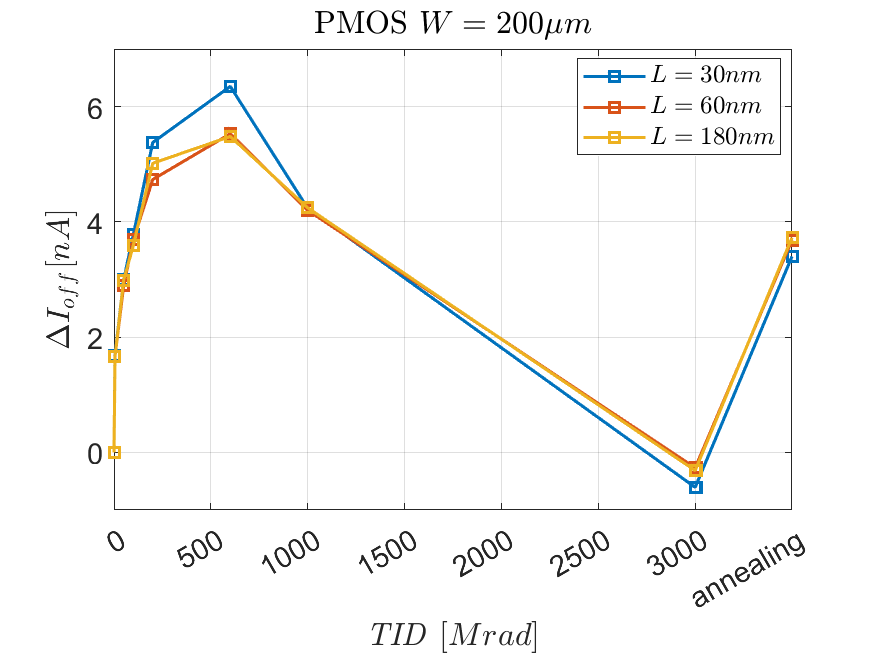 PMOS W = 200μm
L = 30nm
L = 60nm
L = 180nm
ΔI_off[nA]
6
4
2
0
0 500 1000 1500 2000 2500 3000 annealing
TID [Mrad]